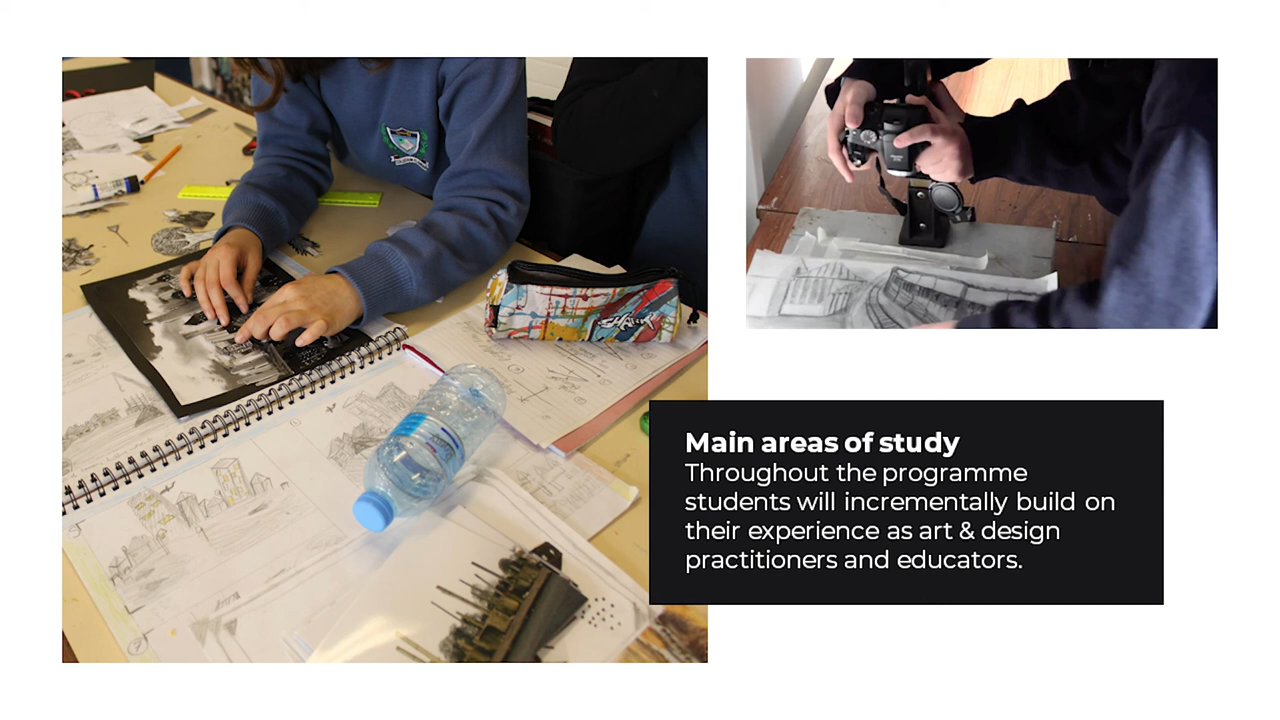 Main areas of study
Throughout the programme
students will incrementally build on
their experience as art & design
practitioners and educators.